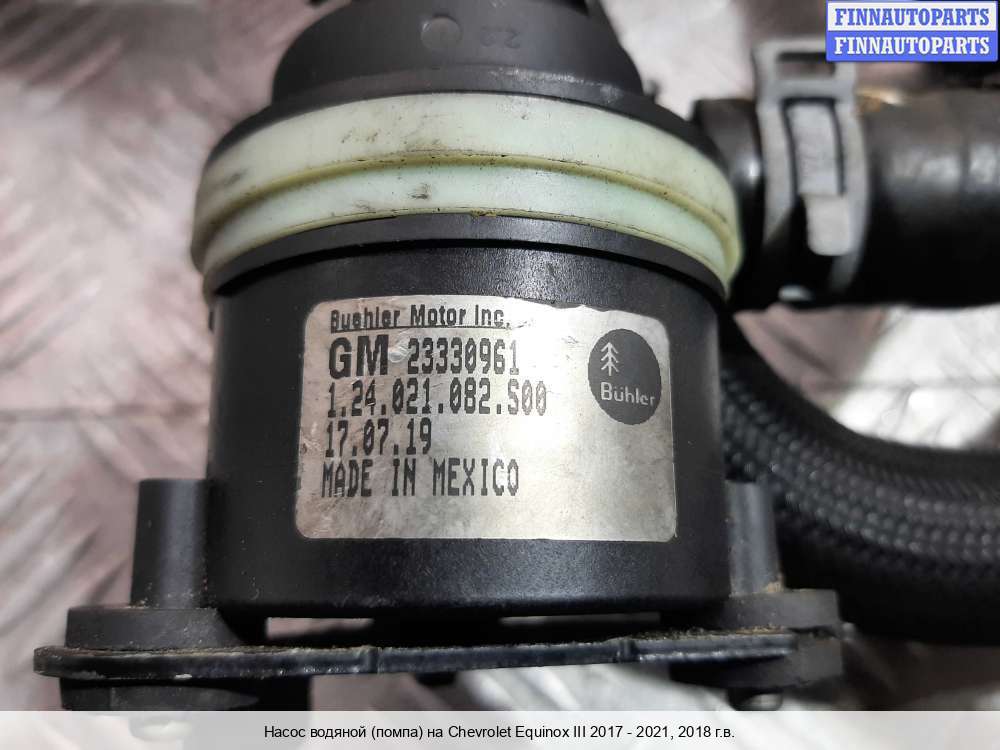 FINNAUTOPARTS
FINNAUTOPARTS
Buehler Motor Inc.
GM 23330961
1.24.021.082.S00
Bühler
17.07.19
MADE IN MEXICO
Насос водяной (помпа) на Chevrolet Equinox III 2017 - 2021, 2018 г.в.